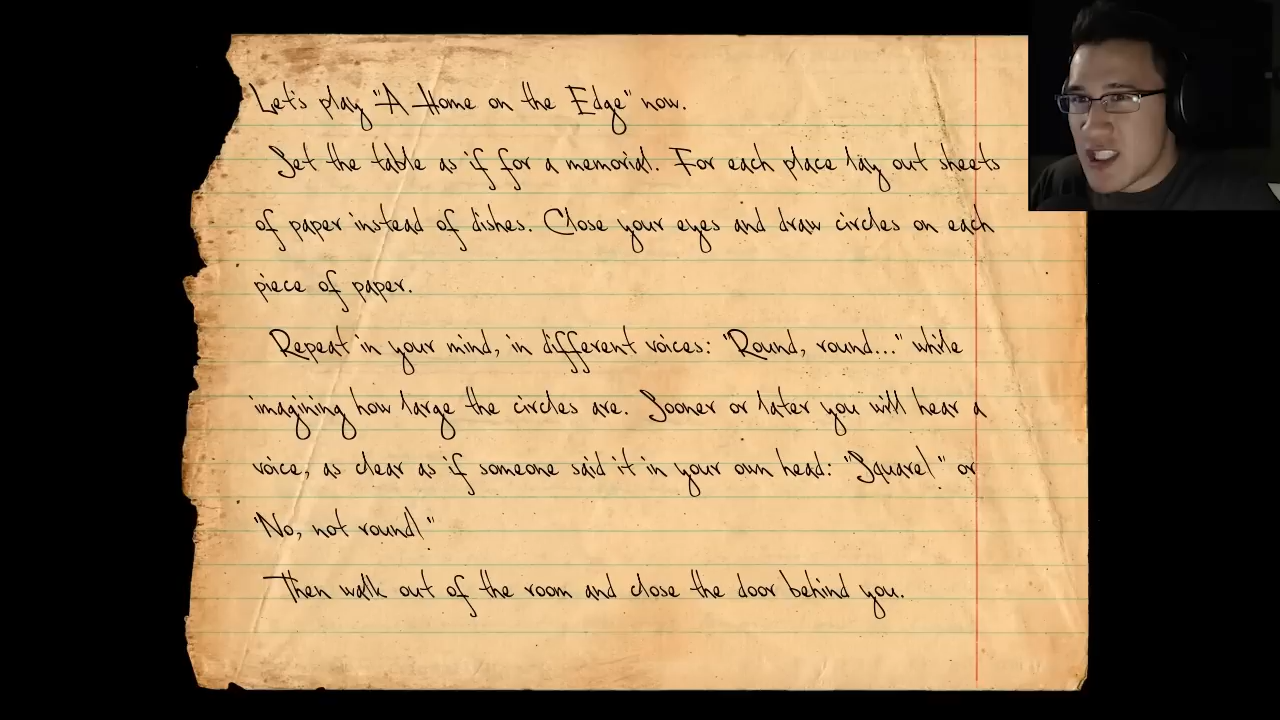 Let's play "A Home on the Edge" now.
Set the table as if for a memorial. For each place lay out sheets
of paper instead of dishes. Close your eyes and draw circles on each
piece of paper.
Repeat in your mind, in different voices: "Round, round..." while
imagining how large the circles are. Sooner or later you will hear a
voice, as clear as if someone said it in your own head: "Square!" or
"No, not round!"
Then walk out of the room and close the door behind you.